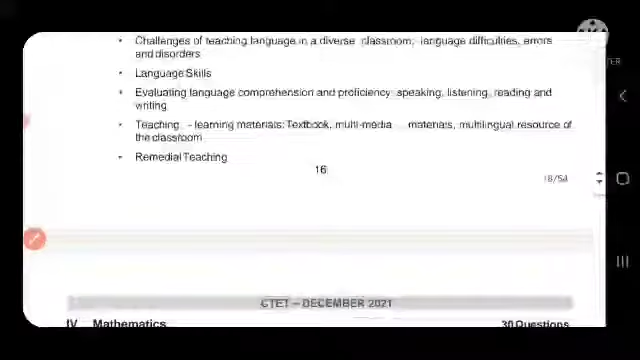 • Challenges of teaching language in a diverse classroom; language difficulties, errors
and disorders
• Language Skills
• Evaluating language comprehension and proficiency: speaking, listening, reading and
writing
• Teaching - learning materials: Textbook, multi-media materials, multilingual resource of
the classroom
• Remedial Teaching
16
18/54
CTET – DECEMBER 2021
IV Mathematics 30 Questions